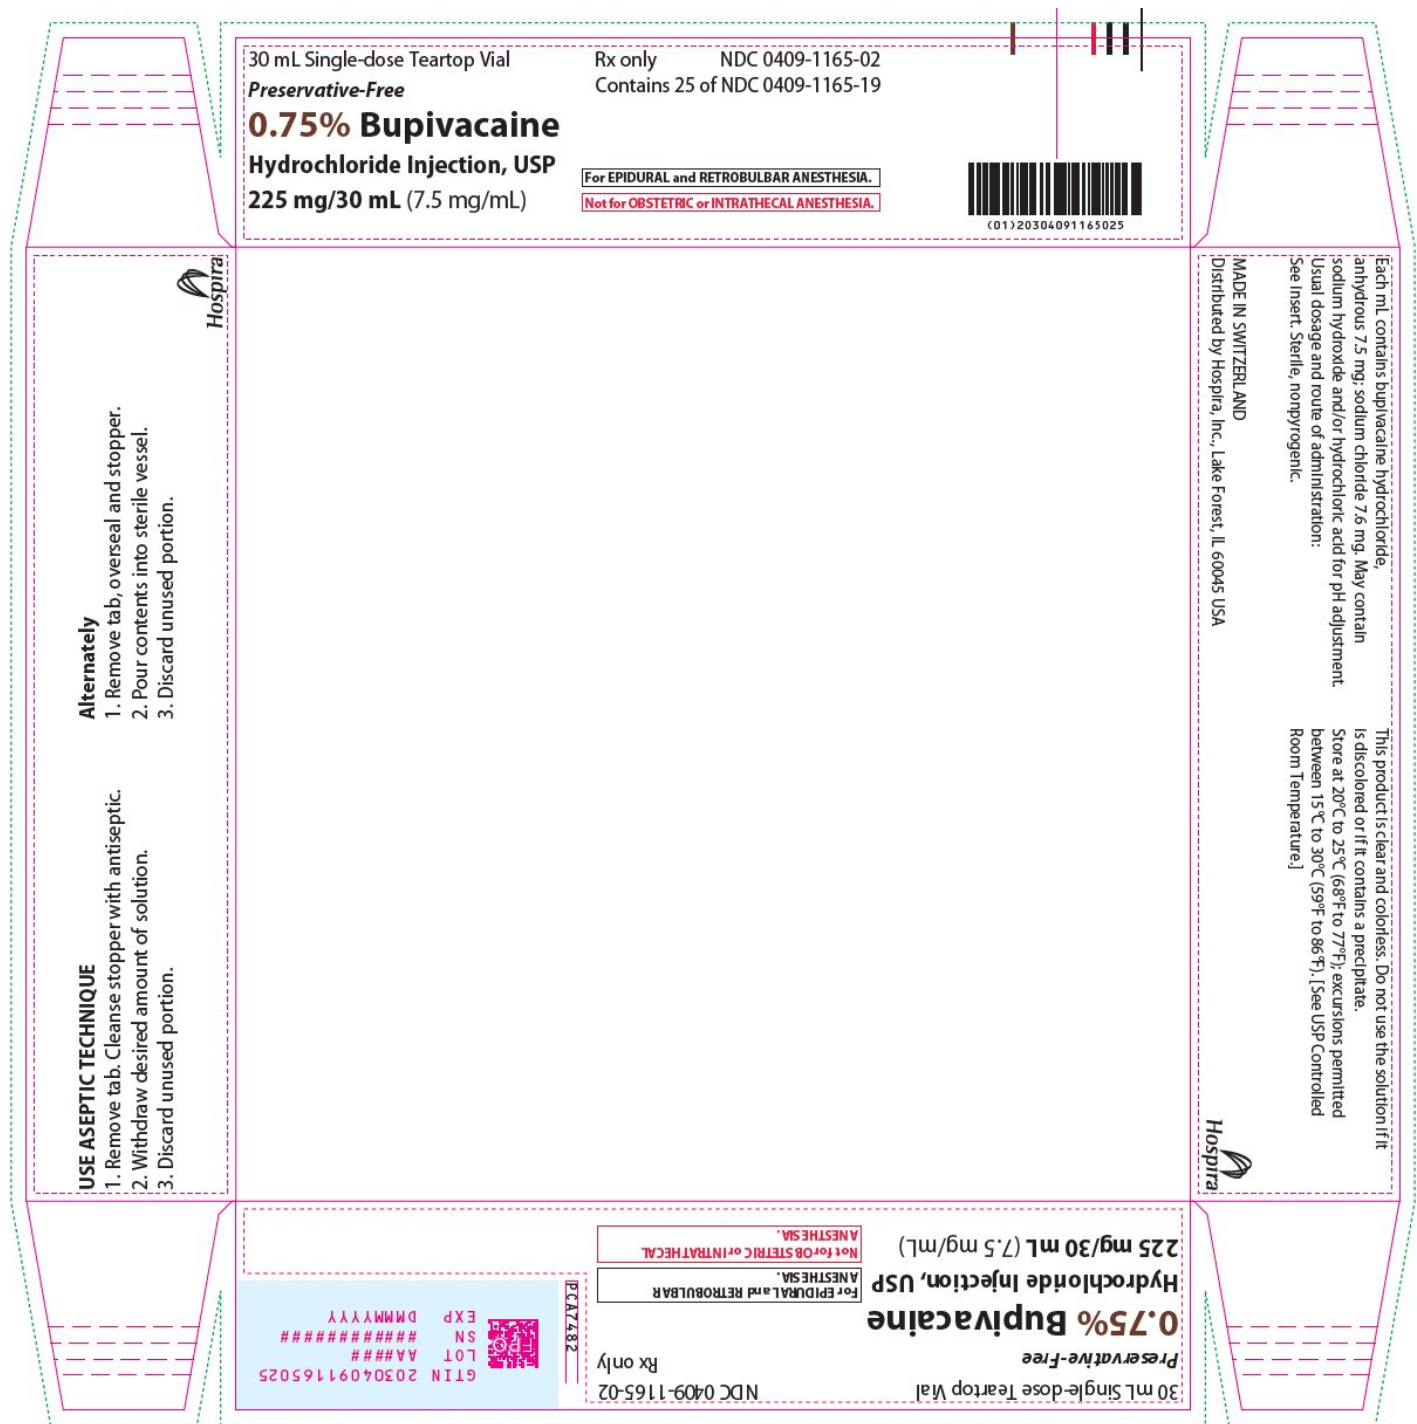 30 mL Single-dose Teartop Vial
Preservative-Free
0.75% Bupivacaine
Hydrochloride Injection, USP
225 mg/30 mL (7.5 mg/mL)
Rx only NDC 0409-1165-02
Contains 25 of NDC 0409-1165-19
For EPIDURAL and RETROBULBAR ANESTHESIA.
Not for OBSTETRIC or INTRATHECAL ANESTHESIA.
(01)20304091165025
Hospira
USE ASEPTIC TECHNIQUE
1. Remove tab. Cleanse stopper with antiseptic.
2. Withdraw desired amount of solution.
3. Discard unused portion.
Alternately
1. Remove tab, overseal and stopper.
2. Pour contents into sterile vessel.
3. Discard unused portion.
Each mL contains bupivacaine hydrochloride,
anhydrous 7.5 mg; sodium chloride 7.6 mg. May contain
sodium hydroxide and/or hydrochloric acid for pH adjustment.
Usual dosage and route of administration:
See insert. Sterile, nonpyrogenic.
MADE IN SWITZERLAND
Distributed by Hospira, Inc., Lake Forest, IL 60045 USA
This product is clear and colorless. Do not use the solution if it
is discolored or if it contains a precipitate.
Store at 20°C to 25°C (68°F to 77°F); excursions permitted
between 15°C to 30°C (59°F to 86°F). [See USP Controlled
Room Temperature.]
Hospira
30 mL Single-dose Teartop Vial
Preservative-Free
0.75% Bupivacaine
Hydrochloride Injection, USP
225 mg/30 mL (7.5 mg/mL)
NDC 0409-1165-02
Rx only
For EPIDURAL and RETROBULBAR
ANESTHESIA.
Not for OBSTETRIC or INTRATHECAL
ANESTHESIA.
PCA7482
FPO
GTIN 20304091165025
LOT AA####
SN ############
EXP DMMMYYYY